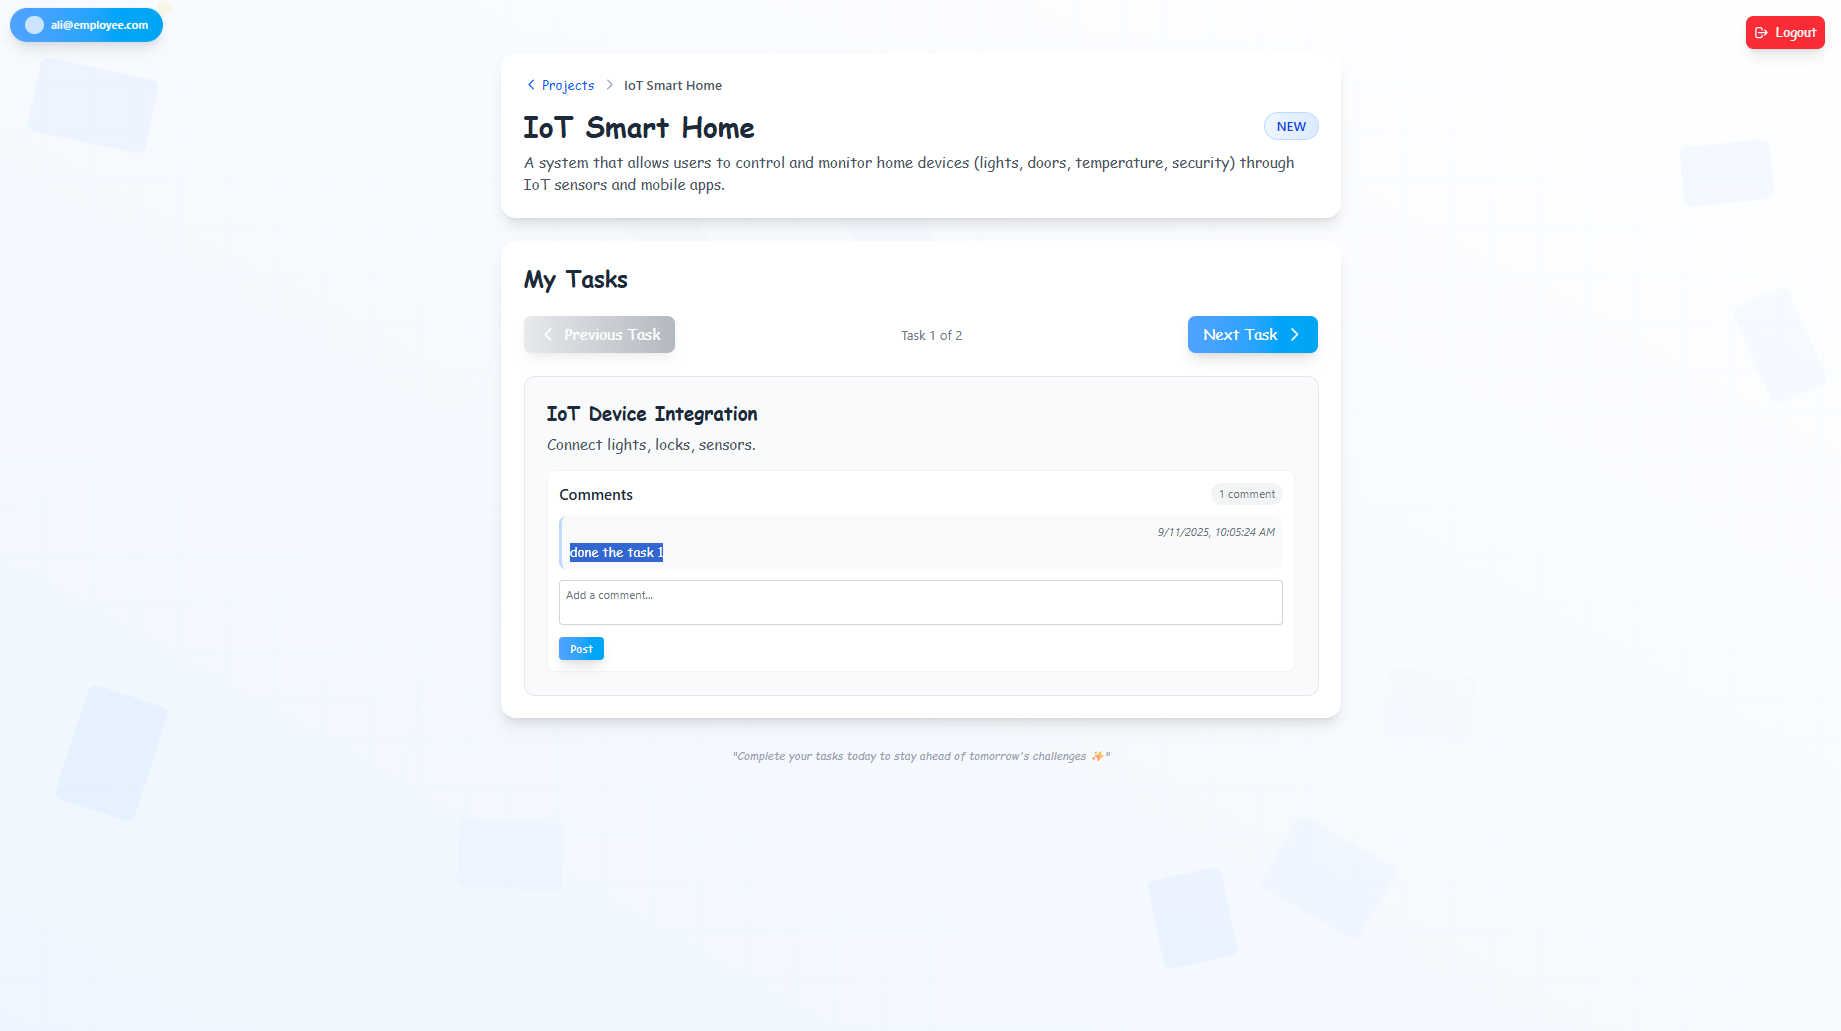 ali@employee.com
Logout
Projects
IoT Smart Home
IoT Smart Home
NEW
A system that allows users to control and monitor home devices (lights, doors, temperature, security) through
IoT sensors and mobile apps.
My Tasks
Previous Task
Task 1 of 2
Next Task
IoT Device Integration
Connect lights, locks, sensors.
Comments
1 comment
9/11/2025, 10:05:24 AM
done the task 1
Add a comment...
Post
"Complete your tasks today to stay ahead of tomorrow's challenges ✨"